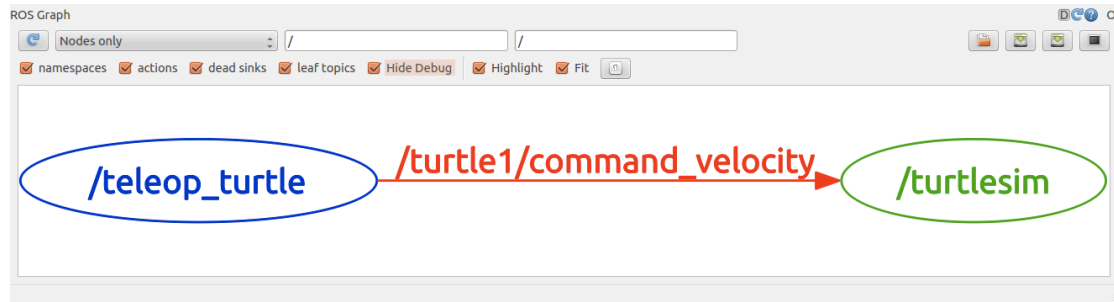 ROS Graph D ? O
Nodes only / /
namespaces actions dead sinks leaf topics Hide Debug Highlight Fit
/turtle1/command_velocity
/teleop_turtle /turtlesim